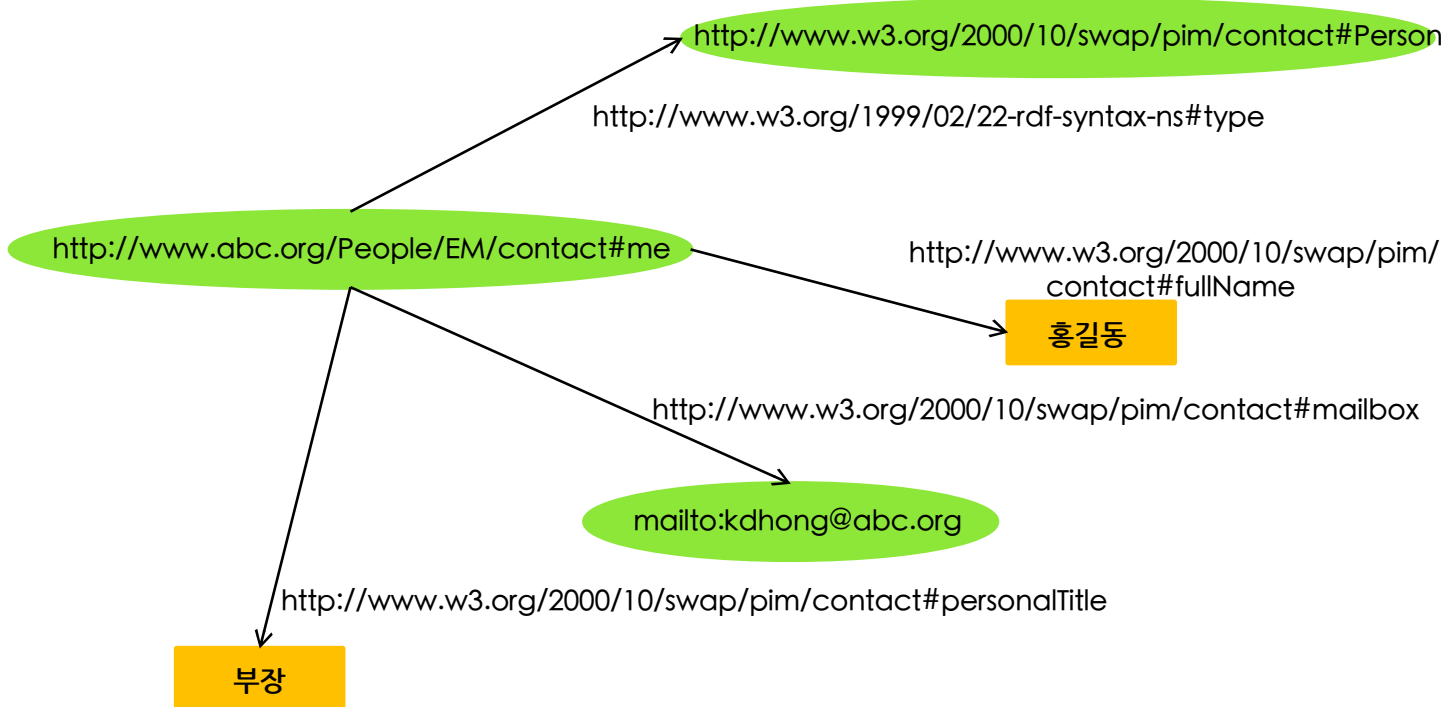 http://www.w3.org/2000/10/swap/pim/contact#Person
http://www.w3.org/1999/02/22-rdf-syntax-ns#type
http://www.abc.org/People/EM/contact#me
http://www.w3.org/2000/10/swap/pim/
contact#fullName
홍길동
http://www.w3.org/2000/10/swap/pim/contact#mailbox
mailto:kdhong@abc.org
http://www.w3.org/2000/10/swap/pim/contact#personalTitle
부장